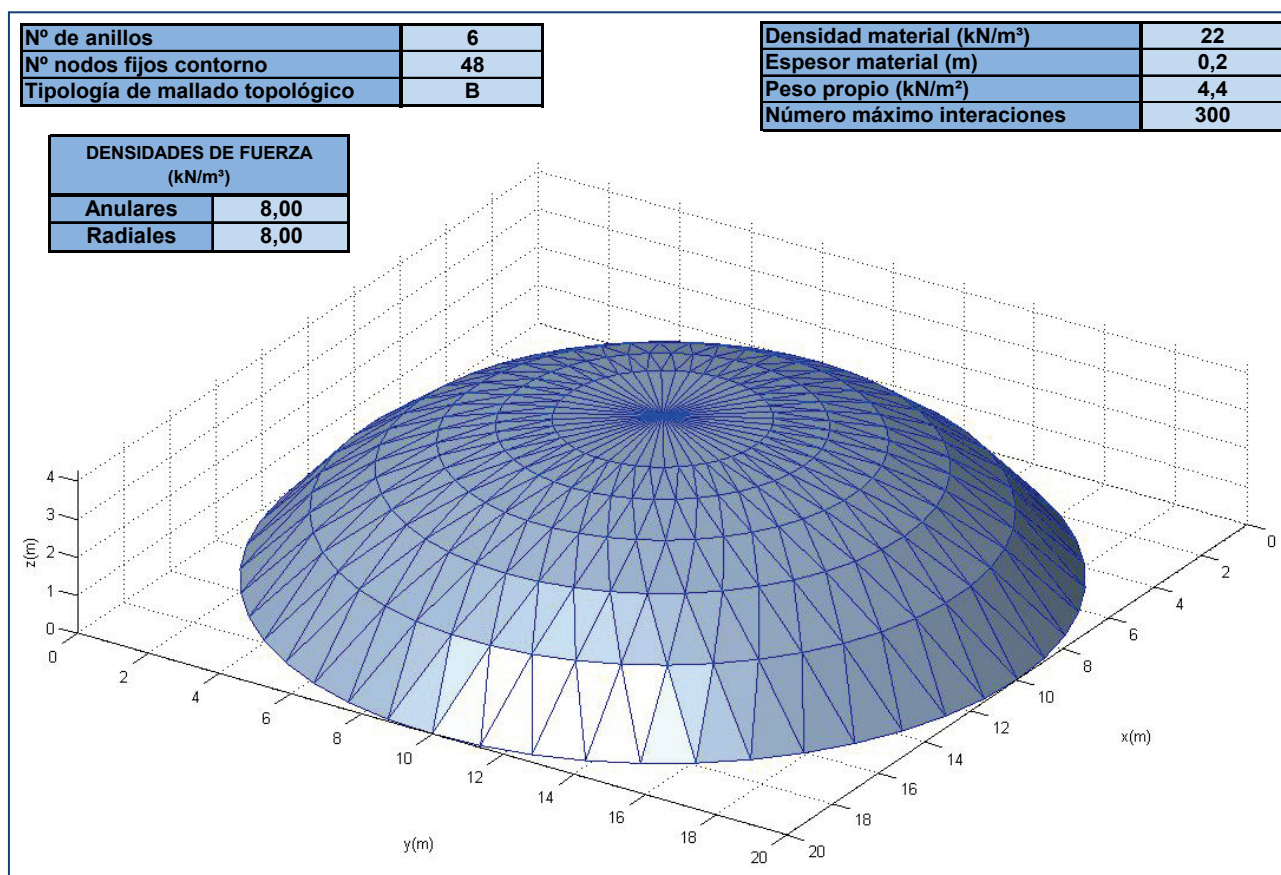 Nº de anillos 6
Nº nodos fijos contorno 48
Tipología de mallado topológico B
Densidad material (kN/m³) 22
Espesor material (m) 0,2
Peso propio (kN/m²) 4,4
Número máximo interaciones 300
DENSIDADES DE FUERZA
(kN/m³)
Anulares 8,00
Radiales 8,00
4
3
2
1
0
z(m)
0
2
4
6
8
10
12
14
16
18
20
y(m)
0
2
4
6
8
10
12
14
16
18
20
x(m)